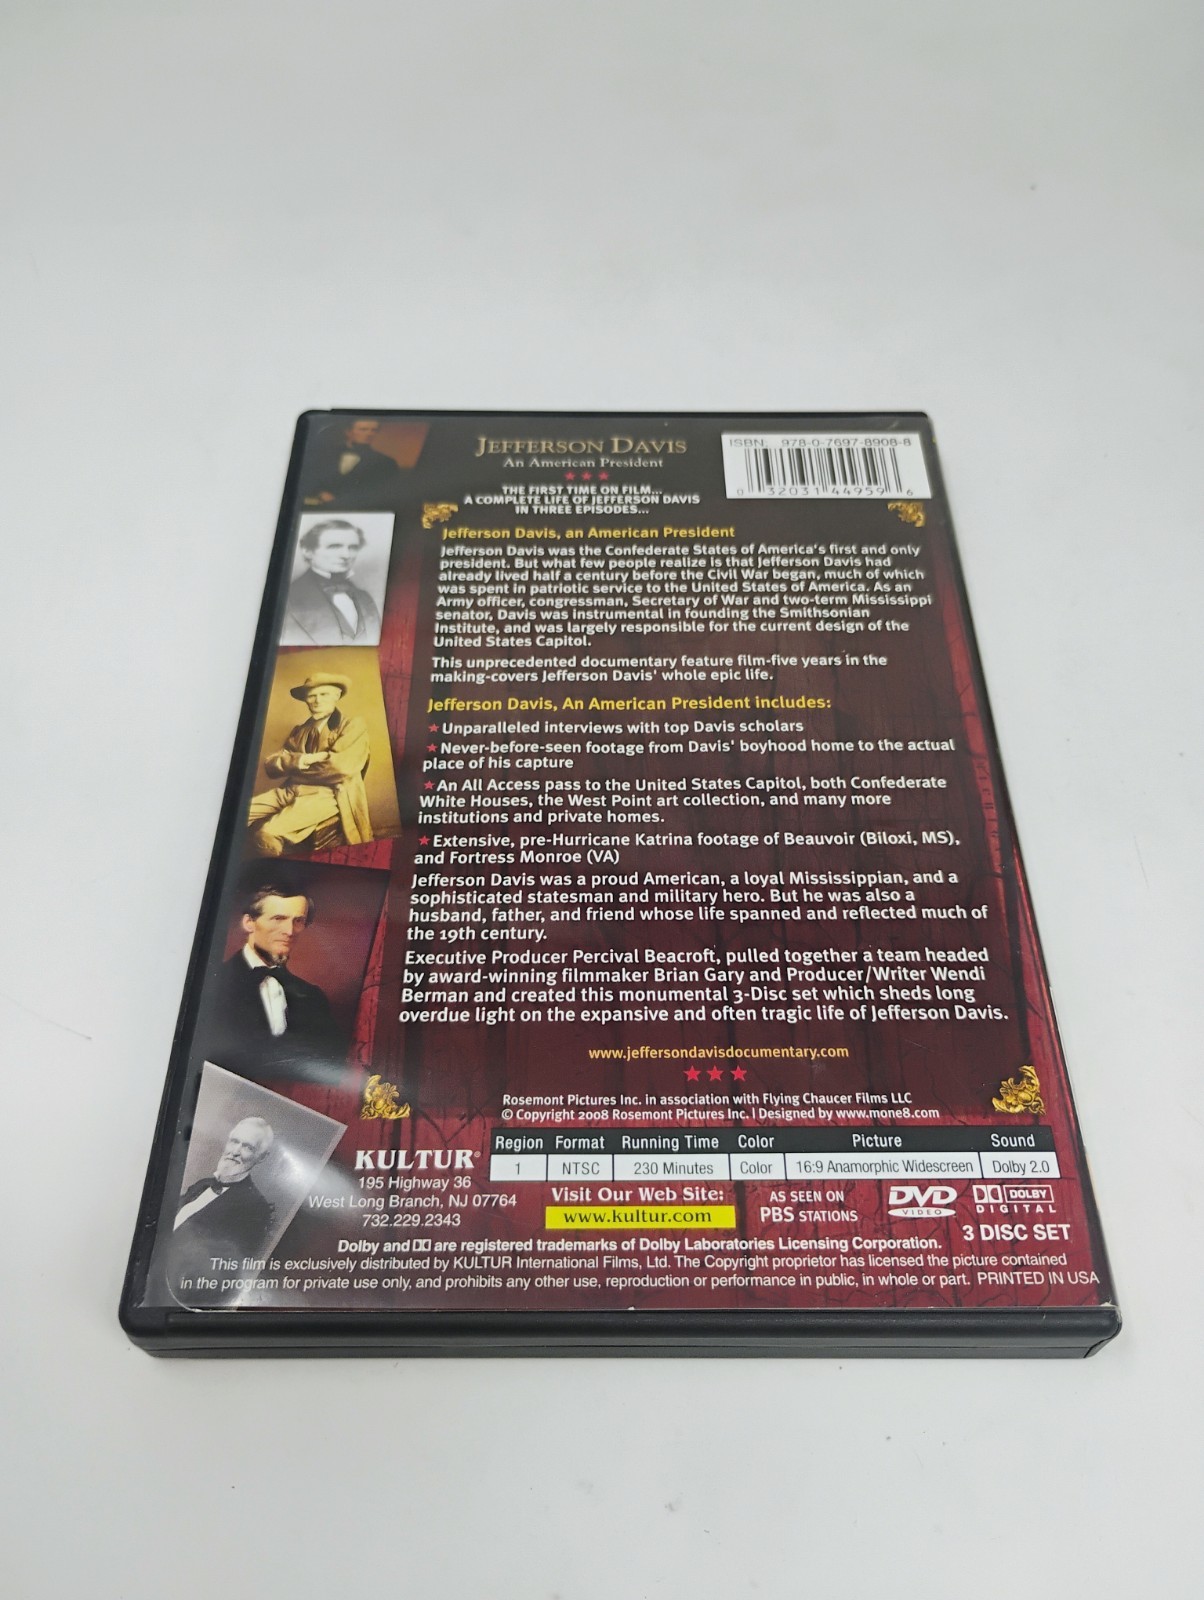 JEFFERSON DAVIS
An American President
THE FIRST TIME ON FILM...
A COMPLETE LIFE OF JEFFERSON DAVIS
IN THREE EPISODES...
ISBN: 978-0-7697-8908-8
0 32031 44959 6
Jefferson Davis, an American President
Jefferson Davis was the Confederate States of America's first and only
president. But what few people realize is that Jefferson Davis had
already lived half a century before the Civil War began, much of which
was spent in patriotic service to the United States of America. As an
Army officer, congressman, Secretary of War and two-term Mississippi
senator, Davis was instrumental in founding the Smithsonian
Institute, and was largely responsible for the current design of the
United States Capitol.
This unprecedented documentary feature film-five years in the
making-covers Jefferson Davis' whole epic life.
Jefferson Davis, An American President includes:
★ Unparalleled interviews with top Davis scholars
★ Never-before-seen footage from Davis' boyhood home to the actual
place of his capture
★ An All Access pass to the United States Capitol, both Confederate
White Houses, the West Point art collection, and many more
institutions and private homes.
★ Extensive, pre-Hurricane Katrina footage of Beauvoir (Biloxi, MS),
and Fortress Monroe (VA)
Jefferson Davis was a proud American, a loyal Mississippian, and a
sophisticated statesman and military hero. But he was also a
husband, father, and friend whose life spanned and reflected much of
the 19th century.
Executive Producer Percival Beacroft, pulled together a team headed
by award-winning filmmaker Brian Gary and Producer/Writer Wendi
Berman and created this monumental 3-Disc set which sheds long
overdue light on the expansive and often tragic life of Jefferson Davis.
www.jeffersondavisdocumentary.com
Rosemont Pictures Inc. in association with Flying Chaucer Films LLC
© Copyright 2008 Rosemont Pictures Inc. | Designed by www.mone8.com
Region Format Running Time Color Picture Sound
1 NTSC 230 Minutes Color 16:9 Anamorphic Widescreen Dolby 2.0
KULTUR®
195 Highway 36
West Long Branch, NJ 07764
732.229.2343
Visit Our Web Site:
www.kultur.com
AS SEEN ON
PBS STATIONS
DVD
VIDEO
DOLBY
DIGITAL
3 DISC SET
Dolby and DD are registered trademarks of Dolby Laboratories Licensing Corporation.
This film is exclusively distributed by KULTUR International Films, Ltd. The Copyright proprietor has licensed the picture contained
in the program for private use only, and prohibits any other use, reproduction or performance in public, in whole or part. PRINTED IN USA